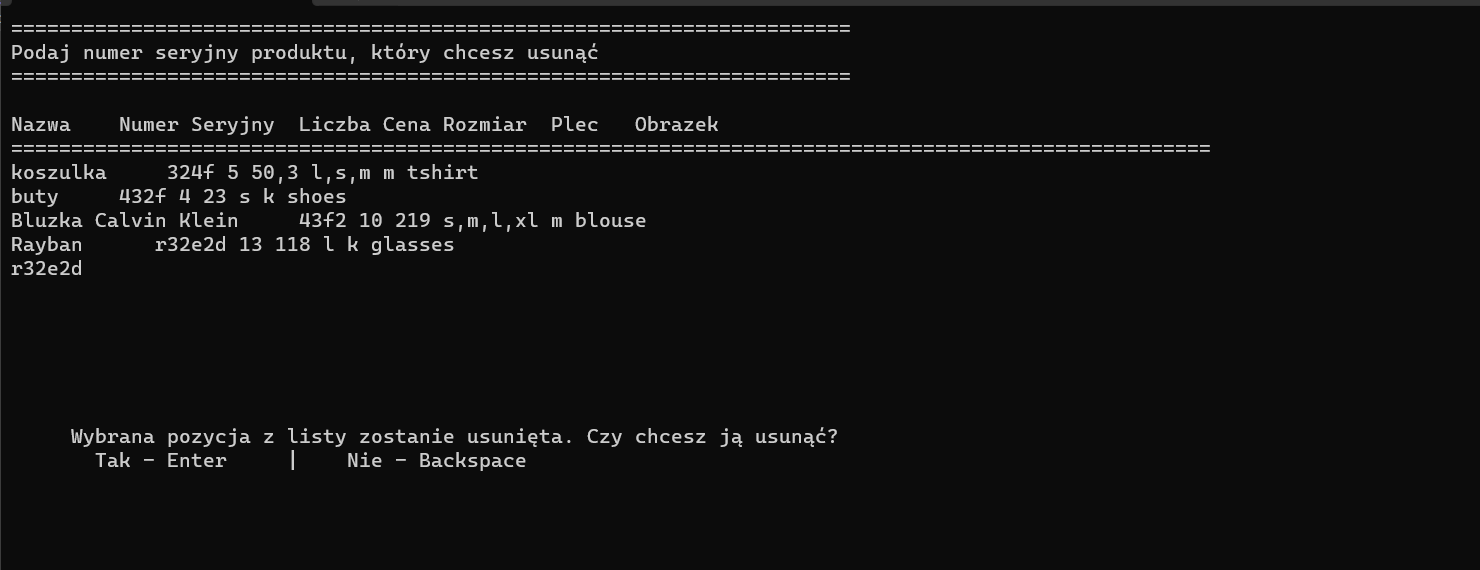 ======================================================================
Podaj numer seryjny produktu, który chcesz usunąć
======================================================================
Nazwa    Numer Seryjny  Liczba Cena Rozmiar  Plec   Obrazek
====================================================================================================
koszulka     324f 5 50,3 l,s,m m tshirt
buty     432f 4 23 s k shoes
Bluzka Calvin Klein     43f2 10 219 s,m,l,xl m blouse
Rayban      r32e2d 13 118 l k glasses
r32e2d
Wybrana pozycja z listy zostanie usunięta. Czy chcesz ją usunąć?
Tak - Enter     |    Nie - Backspace